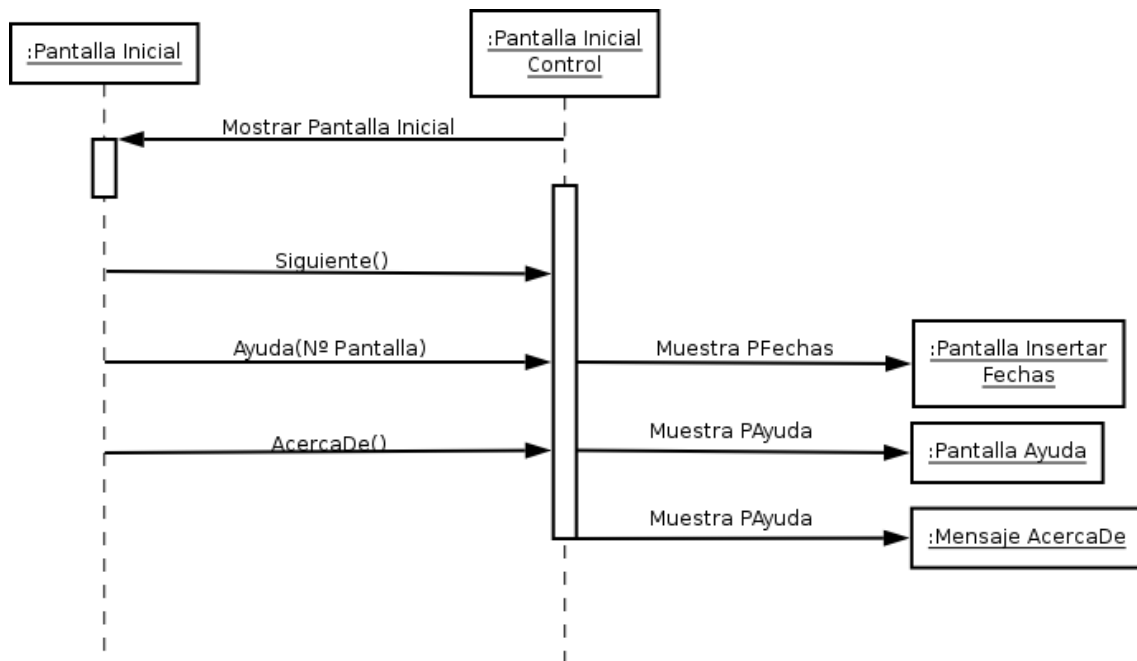 :Pantalla Inicial
:Pantalla Inicial
Control
Mostrar Pantalla Inicial
Siguiente()
Ayuda(Nº Pantalla)
Muestra PFechas
:Pantalla Insertar
Fechas
AcercaDe()
Muestra PAyuda
:Pantalla Ayuda
Muestra PAyuda
:Mensaje AcercaDe